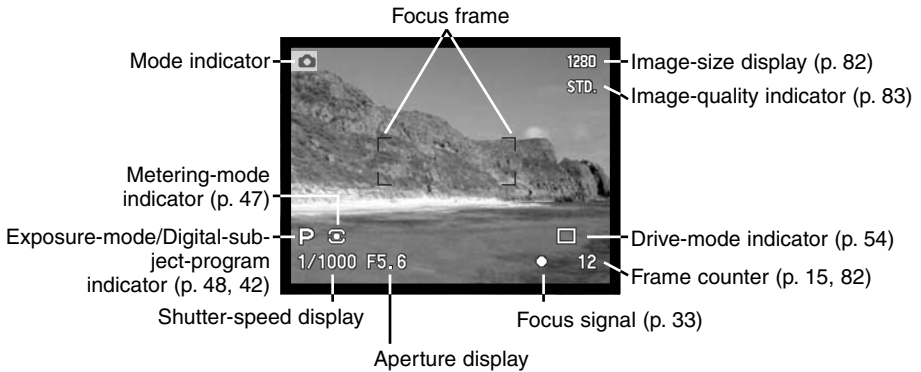 Focus frame
Mode indicator
1280
Image-size display (p. 82)
STD.
Image-quality indicator (p. 83)
Metering-mode
indicator (p. 47)
Exposure-mode/Digital-sub-
ject-program
indicator (p. 48, 42)
P
Drive-mode indicator (p. 54)
1/1000 F5.6
12
Frame counter (p. 15, 82)
Shutter-speed display
Focus signal (p. 33)
Aperture display